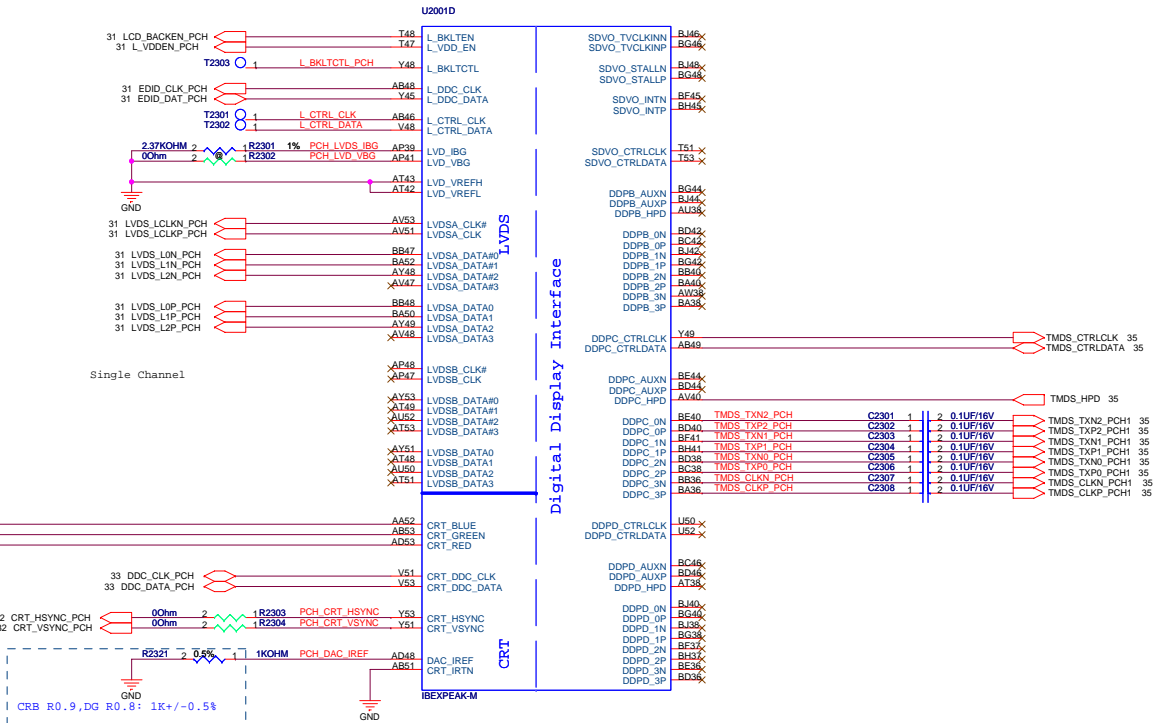 U2001D
31 LCD_BACKEN_PCH T48 L_BKLTEN SDVO_TVCLKINN BJ46
31 L_VDDEN_PCH T47 L_VDD_EN SDVO_TVCLKINP BG46
T2303 1 L_BKLTCTL_PCH Y48 L_BKLTCTL SDVO_STALLN BJ48
SDVO_STALLP BG48
31 EDID_CLK_PCH AB48 L_DDC_CLK
31 EDID_DAT_PCH Y45 L_DDC_DATA SDVO_INTN BF45
SDVO_INTP BH45
T2301 1 L_CTRL_CLK AB46 L_CTRL_CLK
T2302 1 L_CTRL_DATA V48 L_CTRL_DATA
2.37KOHM 2 1 R2301 1% PCH_LVDS_IBG AP39 LVD_IBG SDVO_CTRLCLK T51
0Ohm 2 @ 1 R2302 PCH_LVD_VBG AP41 LVD_VBG SDVO_CTRLDATA T53
AT43 LVD_VREFH
AT42 LVD_VREFL DDPB_AUXN BG44
DDPB_AUXP BJ44
GND DDPB_HPD AU38
31 LVDS_LCLKN_PCH AV53 LVDSA_CLK#
31 LVDS_LCLKP_PCH AV51 LVDSA_CLK DDPB_0N BD42
DDPB_0P BC42
31 LVDS_L0N_PCH BB47 LVDSA_DATA#0 DDPB_1N BJ42
31 LVDS_L1N_PCH BA52 LVDSA_DATA#1 DDPB_1P BG42
31 LVDS_L2N_PCH AY48 LVDSA_DATA#2 DDPB_2N BB40
AV47 LVDSA_DATA#3 DDPB_2P BA40
DDPB_3N AW38
31 LVDS_L0P_PCH BB48 LVDSA_DATA0 DDPB_3P BA38
31 LVDS_L1P_PCH BA50 LVDSA_DATA1
31 LVDS_L2P_PCH AY49 LVDSA_DATA2
AV48 LVDSA_DATA3 DDPC_CTRLCLK Y49 TMDS_CTRLCLK 35
DDPC_CTRLDATA AB49 TMDS_CTRLDATA 35
LVDS
Digital Display Interface
Single Channel
AP48 LVDSB_CLK#
AP47 LVDSB_CLK DDPC_AUXN BE44
DDPC_AUXP BD44
AY53 LVDSB_DATA#0 DDPC_HPD AV40 TMDS_HPD 35
AT49 LVDSB_DATA#1
AU52 LVDSB_DATA#2 DDPC_0N BE40 TMDS_TXN2_PCH C2301 1 2 0.1UF/16V TMDS_TXN2_PCH1 35
AT53 LVDSB_DATA#3 DDPC_0P BD40 TMDS_TXP2_PCH C2302 1 2 0.1UF/16V TMDS_TXP2_PCH1 35
DDPC_1N BF41 TMDS_TXN1_PCH C2303 1 2 0.1UF/16V TMDS_TXN1_PCH1 35
AY51 LVDSB_DATA0 DDPC_1P BH41 TMDS_TXP1_PCH C2304 1 2 0.1UF/16V TMDS_TXP1_PCH1 35
AT48 LVDSB_DATA1 DDPC_2N BD38 TMDS_TXN0_PCH C2305 1 2 0.1UF/16V TMDS_TXN0_PCH1 35
AU50 LVDSB_DATA2 DDPC_2P BC38 TMDS_TXP0_PCH C2306 1 2 0.1UF/16V TMDS_TXP0_PCH1 35
AT51 LVDSB_DATA3 DDPC_3N BB36 TMDS_CLKN_PCH C2307 1 2 0.1UF/16V TMDS_CLKN_PCH1 35
DDPC_3P BA36 TMDS_CLKP_PCH C2308 1 2 0.1UF/16V TMDS_CLKP_PCH1 35
AA52 CRT_BLUE DDPD_CTRLCLK U50
AB53 CRT_GREEN DDPD_CTRLDATA U52
AD53 CRT_RED
DDPD_AUXN BC46
33 DDC_CLK_PCH V51 CRT_DDC_CLK DDPD_AUXP BD46
33 DDC_DATA_PCH V53 CRT_DDC_DATA DDPD_HPD AT38
DDPD_0N BJ40
2 CRT_HSYNC_PCH 0Ohm 2 1 R2303 PCH_CRT_HSYNC Y53 CRT_HSYNC DDPD_0P BG40
32 CRT_VSYNC_PCH 0Ohm 2 1 R2304 PCH_CRT_VSYNC Y51 CRT_VSYNC DDPD_1N BJ38
DDPD_1P BG38
DDPD_2N BF37
R2321 2 0.5% 1 1KOHM PCH_DAC_IREF AD48 DAC_IREF DDPD_2P BH37
AB51 CRT_IRTN DDPD_3N BE36
DDPD_3P BD36
CRT
GND
IBEXPEAK-M
CRB R0.9,DG R0.8: 1K+/-0.5%
GND